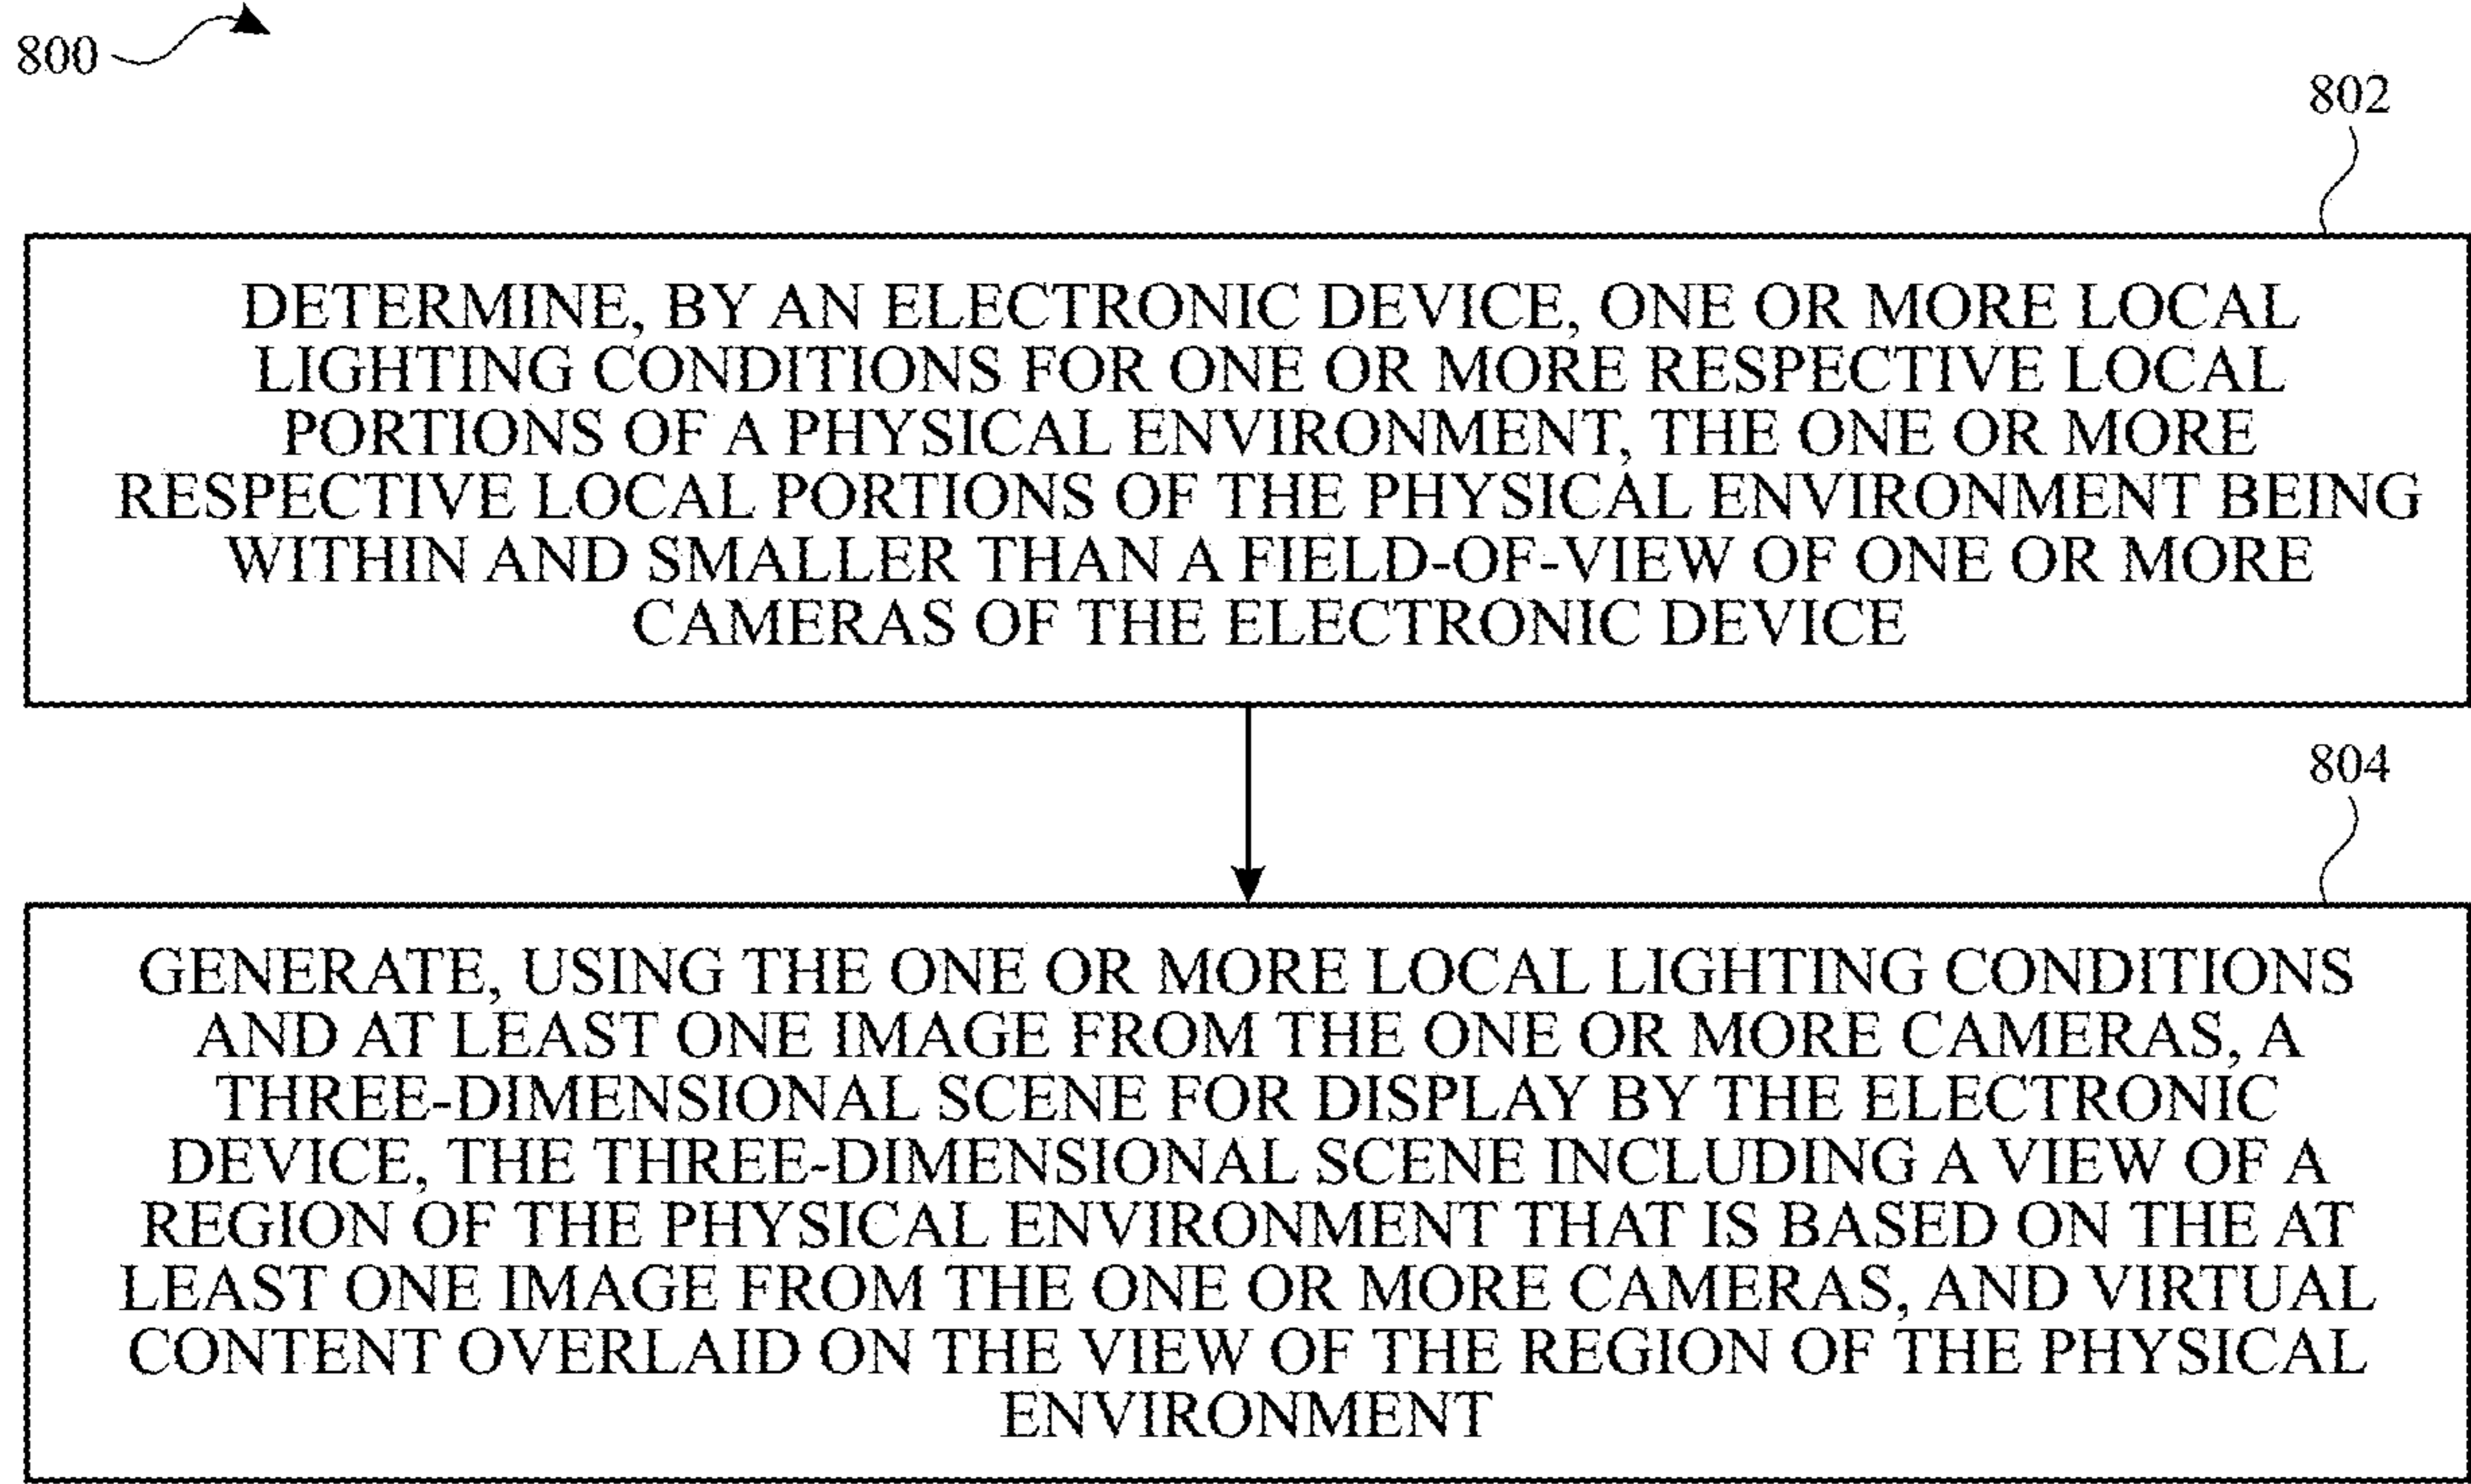 800
802
DETERMINE, BY AN ELECTRONIC DEVICE, ONE OR MORE LOCAL
LIGHTING CONDITIONS FOR ONE OR MORE RESPECTIVE LOCAL
PORTIONS OF A PHYSICAL ENVIRONMENT, THE ONE OR MORE
RESPECTIVE LOCAL PORTIONS OF THE PHYSICAL ENVIRONMENT BEING
WITHIN AND SMALLER THAN A FIELD-OF-VIEW OF ONE OR MORE
CAMERAS OF THE ELECTRONIC DEVICE
804
GENERATE, USING THE ONE OR MORE LOCAL LIGHTING CONDITIONS
AND AT LEAST ONE IMAGE FROM THE ONE OR MORE CAMERAS, A
THREE-DIMENSIONAL SCENE FOR DISPLAY BY THE ELECTRONIC
DEVICE, THE THREE-DIMENSIONAL SCENE INCLUDING A VIEW OF A
REGION OF THE PHYSICAL ENVIRONMENT THAT IS BASED ON THE AT
LEAST ONE IMAGE FROM THE ONE OR MORE CAMERAS, AND VIRTUAL
CONTENT OVERLAID ON THE VIEW OF THE REGION OF THE PHYSICAL
ENVIRONMENT